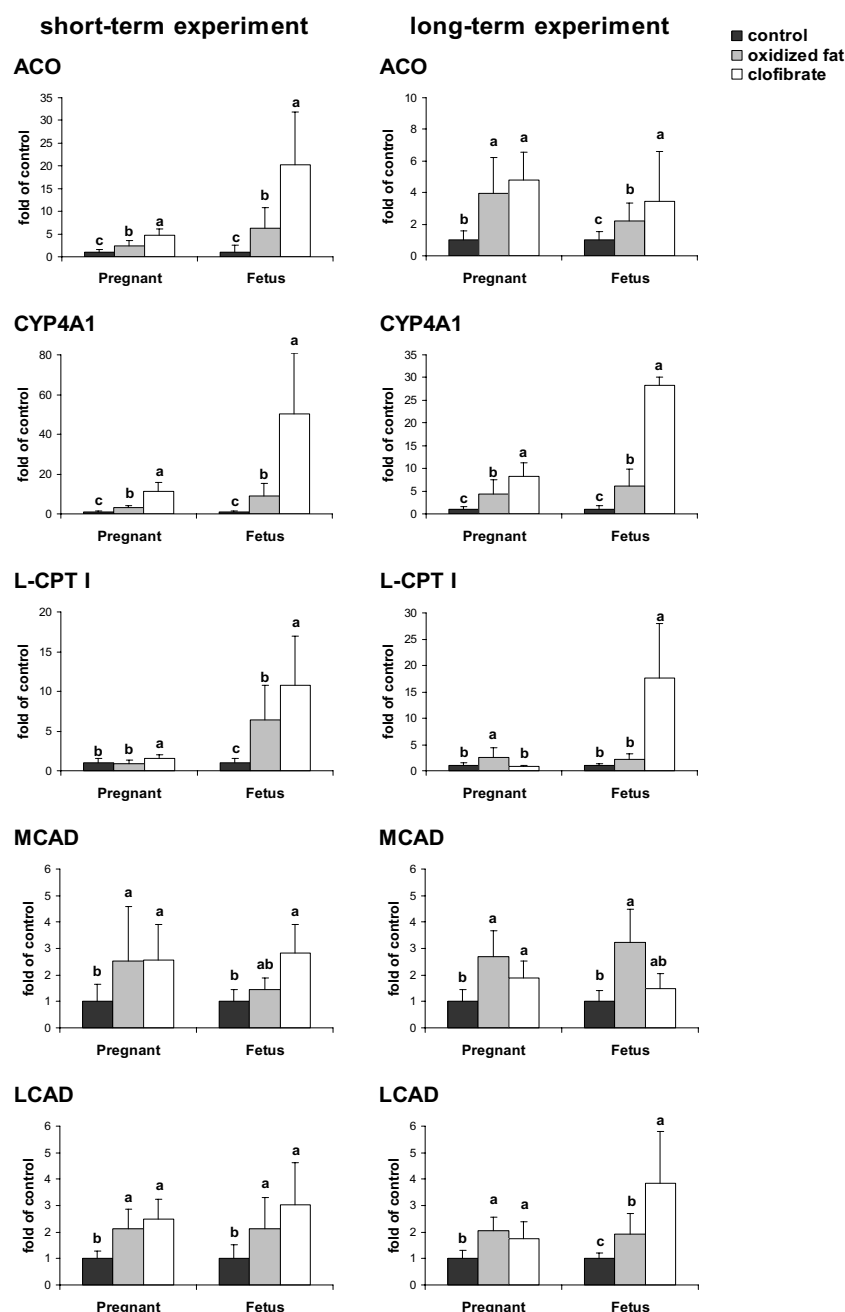 short-term experiment
long-term experiment
control
oxidized fat
clofibrate
ACO
fold of control
35
30
25
20
15
10
5
0
c b a c b a
Pregnant Fetus
ACO
fold of control
10
8
6
4
2
0
b a a c b a
Pregnant Fetus
CYP4A1
fold of control
80
60
40
20
0
c b a c b a
Pregnant Fetus
CYP4A1
fold of control
35
30
25
20
15
10
5
0
c b a c b a
Pregnant Fetus
L-CPT I
fold of control
20
15
10
5
0
b b a c b a
Pregnant Fetus
L-CPT I
fold of control
30
25
20
15
10
5
0
b a b b b a
Pregnant Fetus
MCAD
fold of control
6
5
4
3
2
1
0
b a a b ab a
Pregnant Fetus
MCAD
fold of control
6
5
4
3
2
1
0
b a a b a ab
Pregnant Fetus
LCAD
fold of control
6
5
4
3
2
1
0
b a a b a a
Pregnant Fetus
LCAD
fold of control
6
5
4
3
2
1
0
b a a c b a
Pregnant Fetus